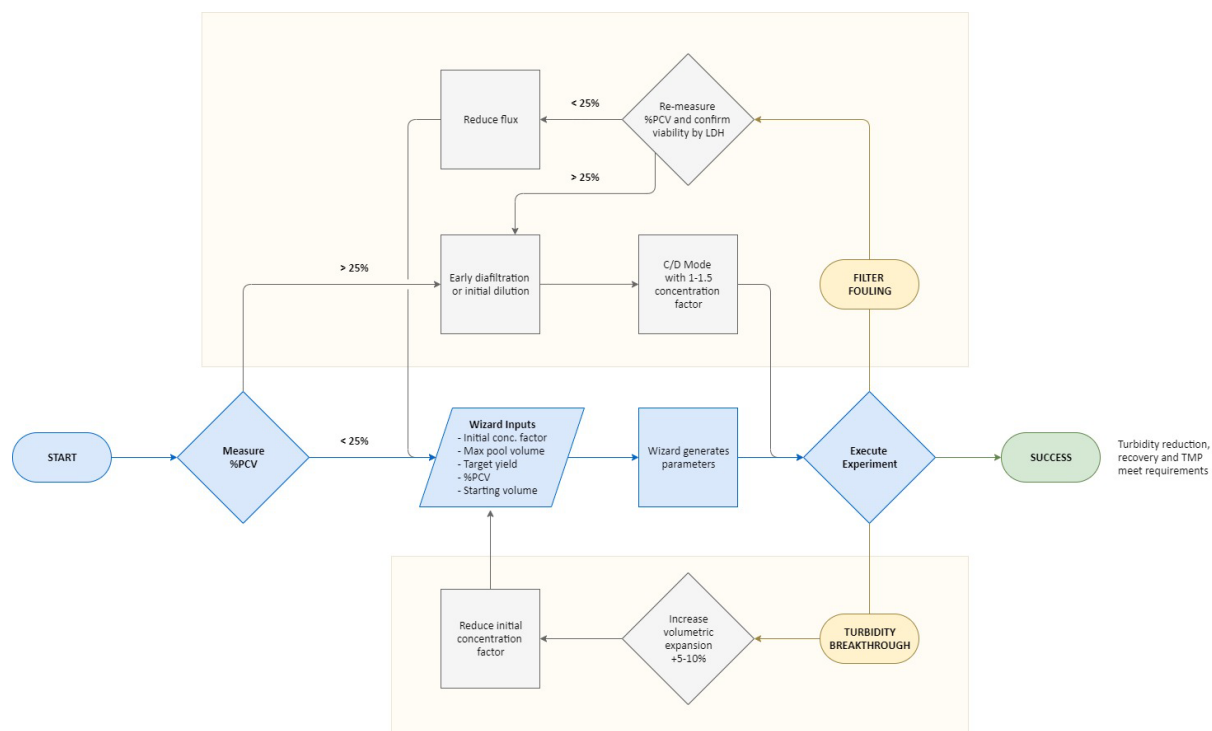 Reduce flux
< 25%
Re-measure
%PCV and confirm
viability by LDH
> 25%
> 25%
Early diafiltration
or initial dilution
C/D Mode
with 1-1.5
concentration
factor
FILTER
FOULING
START
Measure
%PCV
< 25%
Wizard Inputs
- Initial conc. factor
- Max pool volume
- Target yield
- %PCV
- Starting volume
Wizard generates
parameters
Execute
Experiment
SUCCESS
Turbidity reduction,
recovery and TMP
meet requirements
Reduce initial
concentration
factor
Increase
volumetric
expansion
+5-10%
TURBIDITY
BREAKTHROUGH